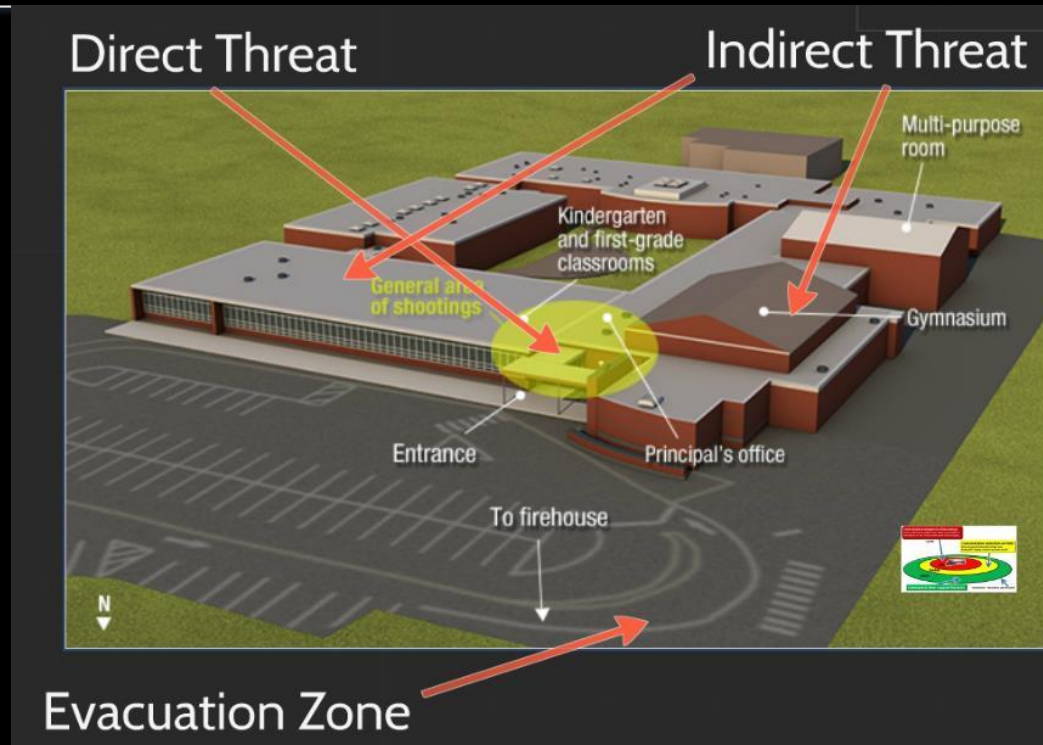 Direct Threat
Indirect Threat
Multi-purpose
room
Kindergarten
and first-grade
classrooms
General area
of shootings
Gymnasium
Entrance
Principal's office
To firehouse
N
Evacuation Zone